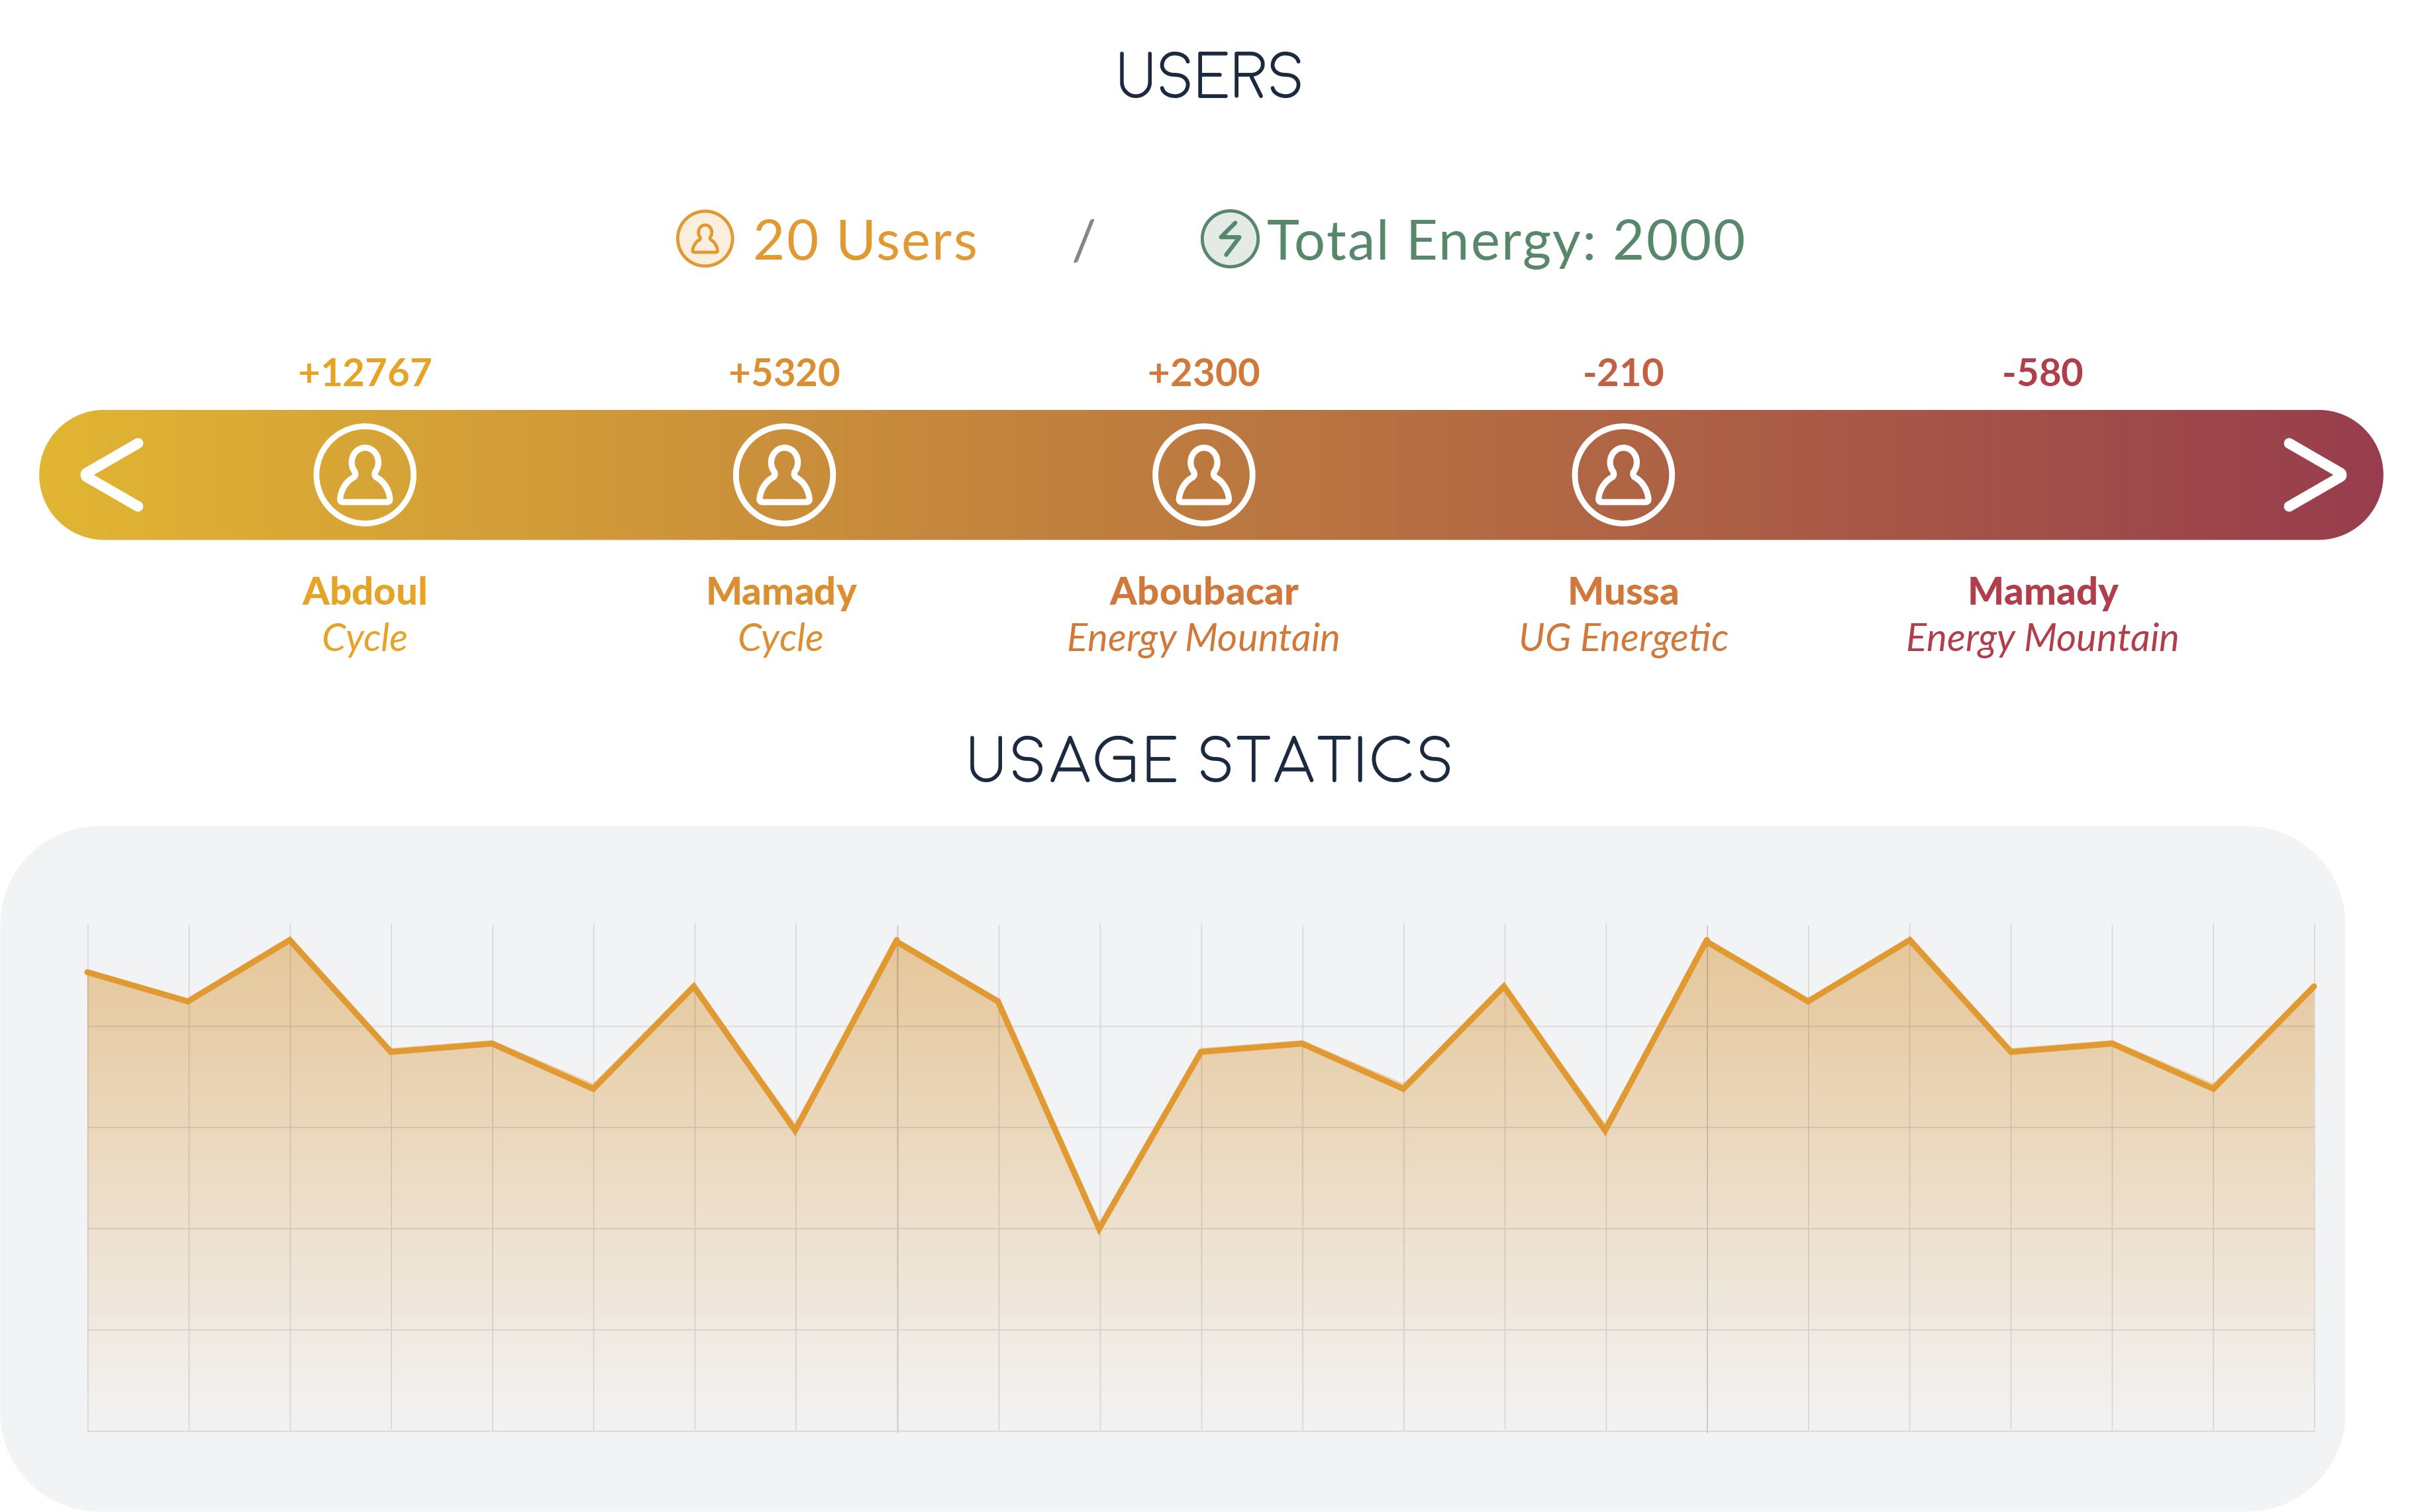 USERS
20 Users / Total Energy: 2000
+12767 +5320 +2300 -210 -580
Abdoul Mamady Aboubacar Mussa Mamady
Cycle Cycle Energy Mountain UG Energetic Energy Mountain
USAGE STATICS